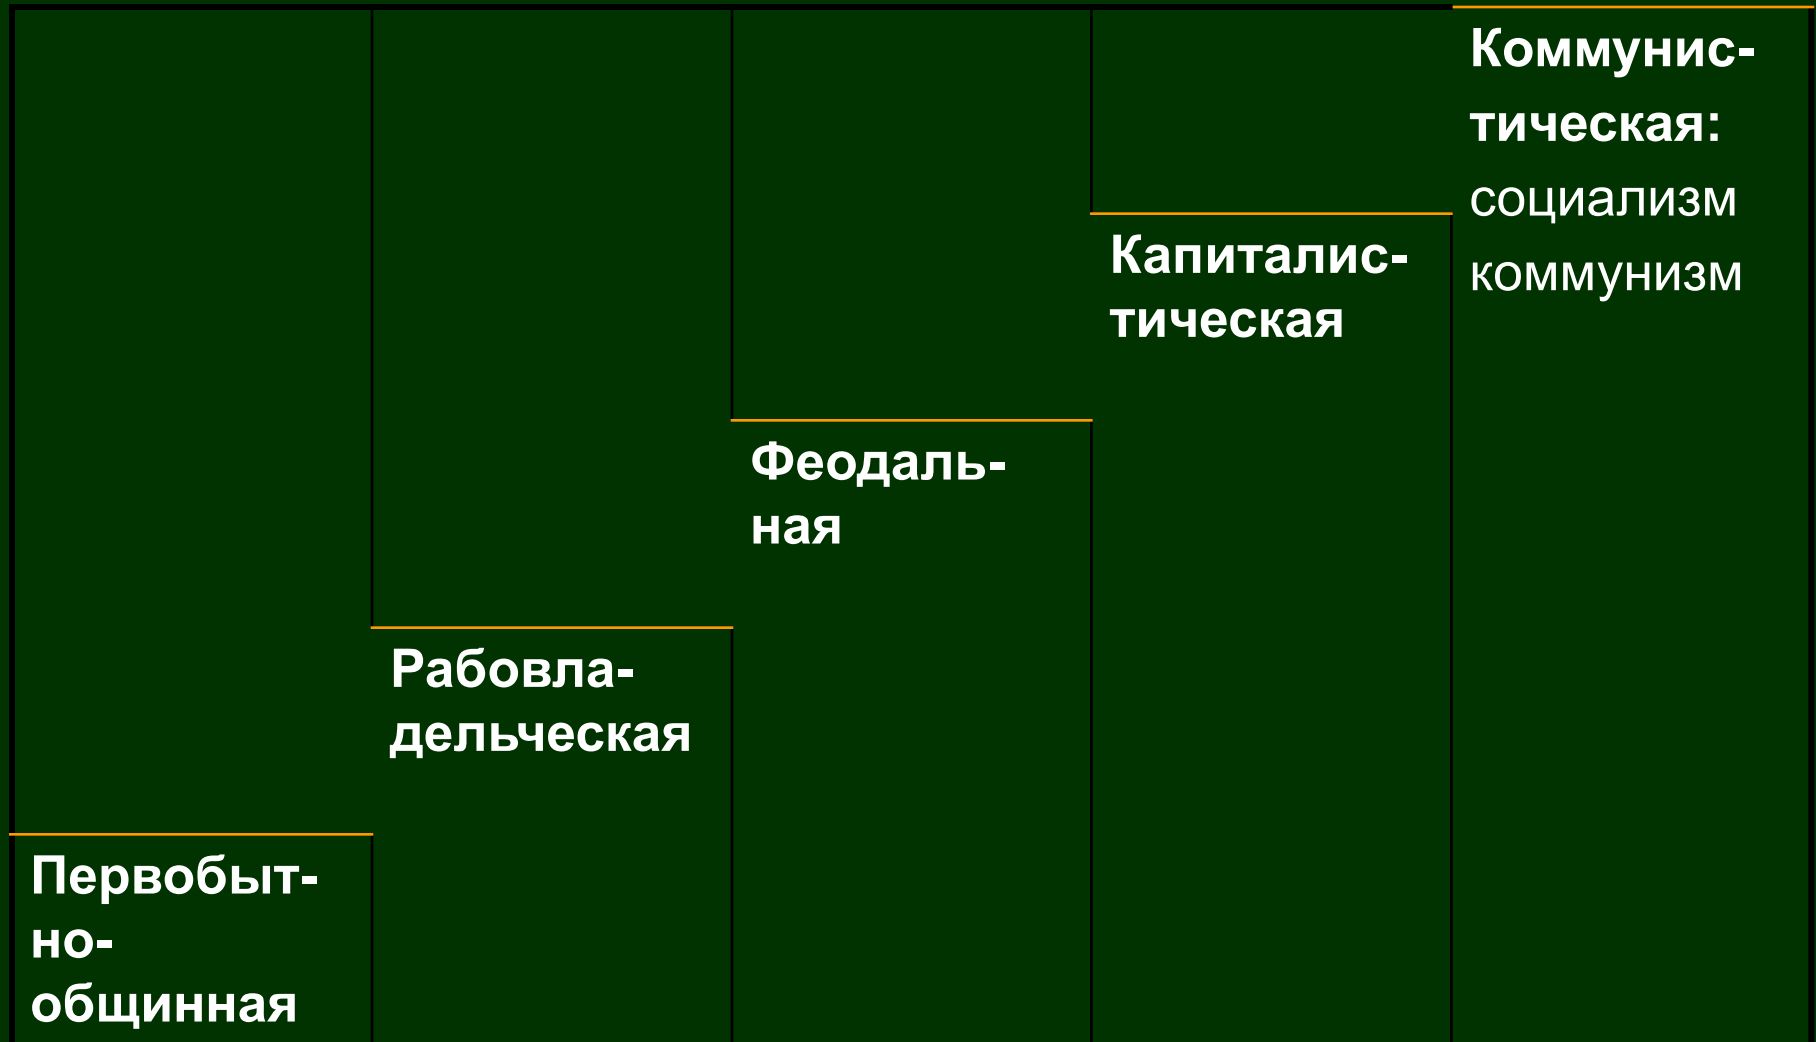 Коммунис-
тическая:
социализм
коммунизм
Капиталис-
тическая
Феодаль-
ная
Рабовла-
дельческая
Первобыт-
но-
общинная